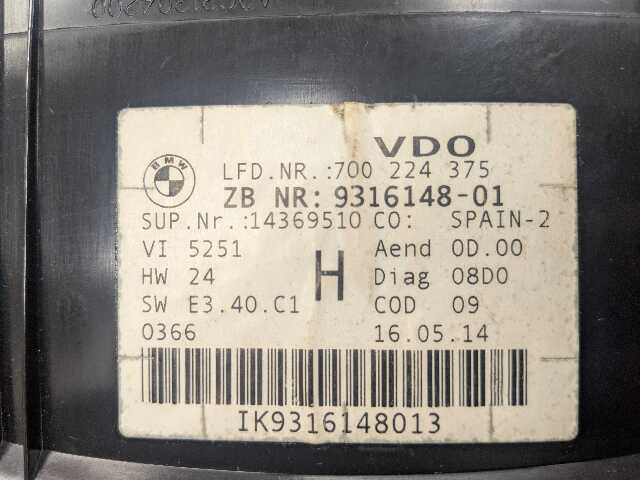 VDO
BMW
LFD.NR.:700 224 375
ZB NR: 9316148-01
SUP.Nr.:14369510 CO: SPAIN-2
VI 5251 Aend 0D.00
HW 24 H Diag 08D0
SW E3.40.C1 COD 09
0366 16.05.14
IK9316148013